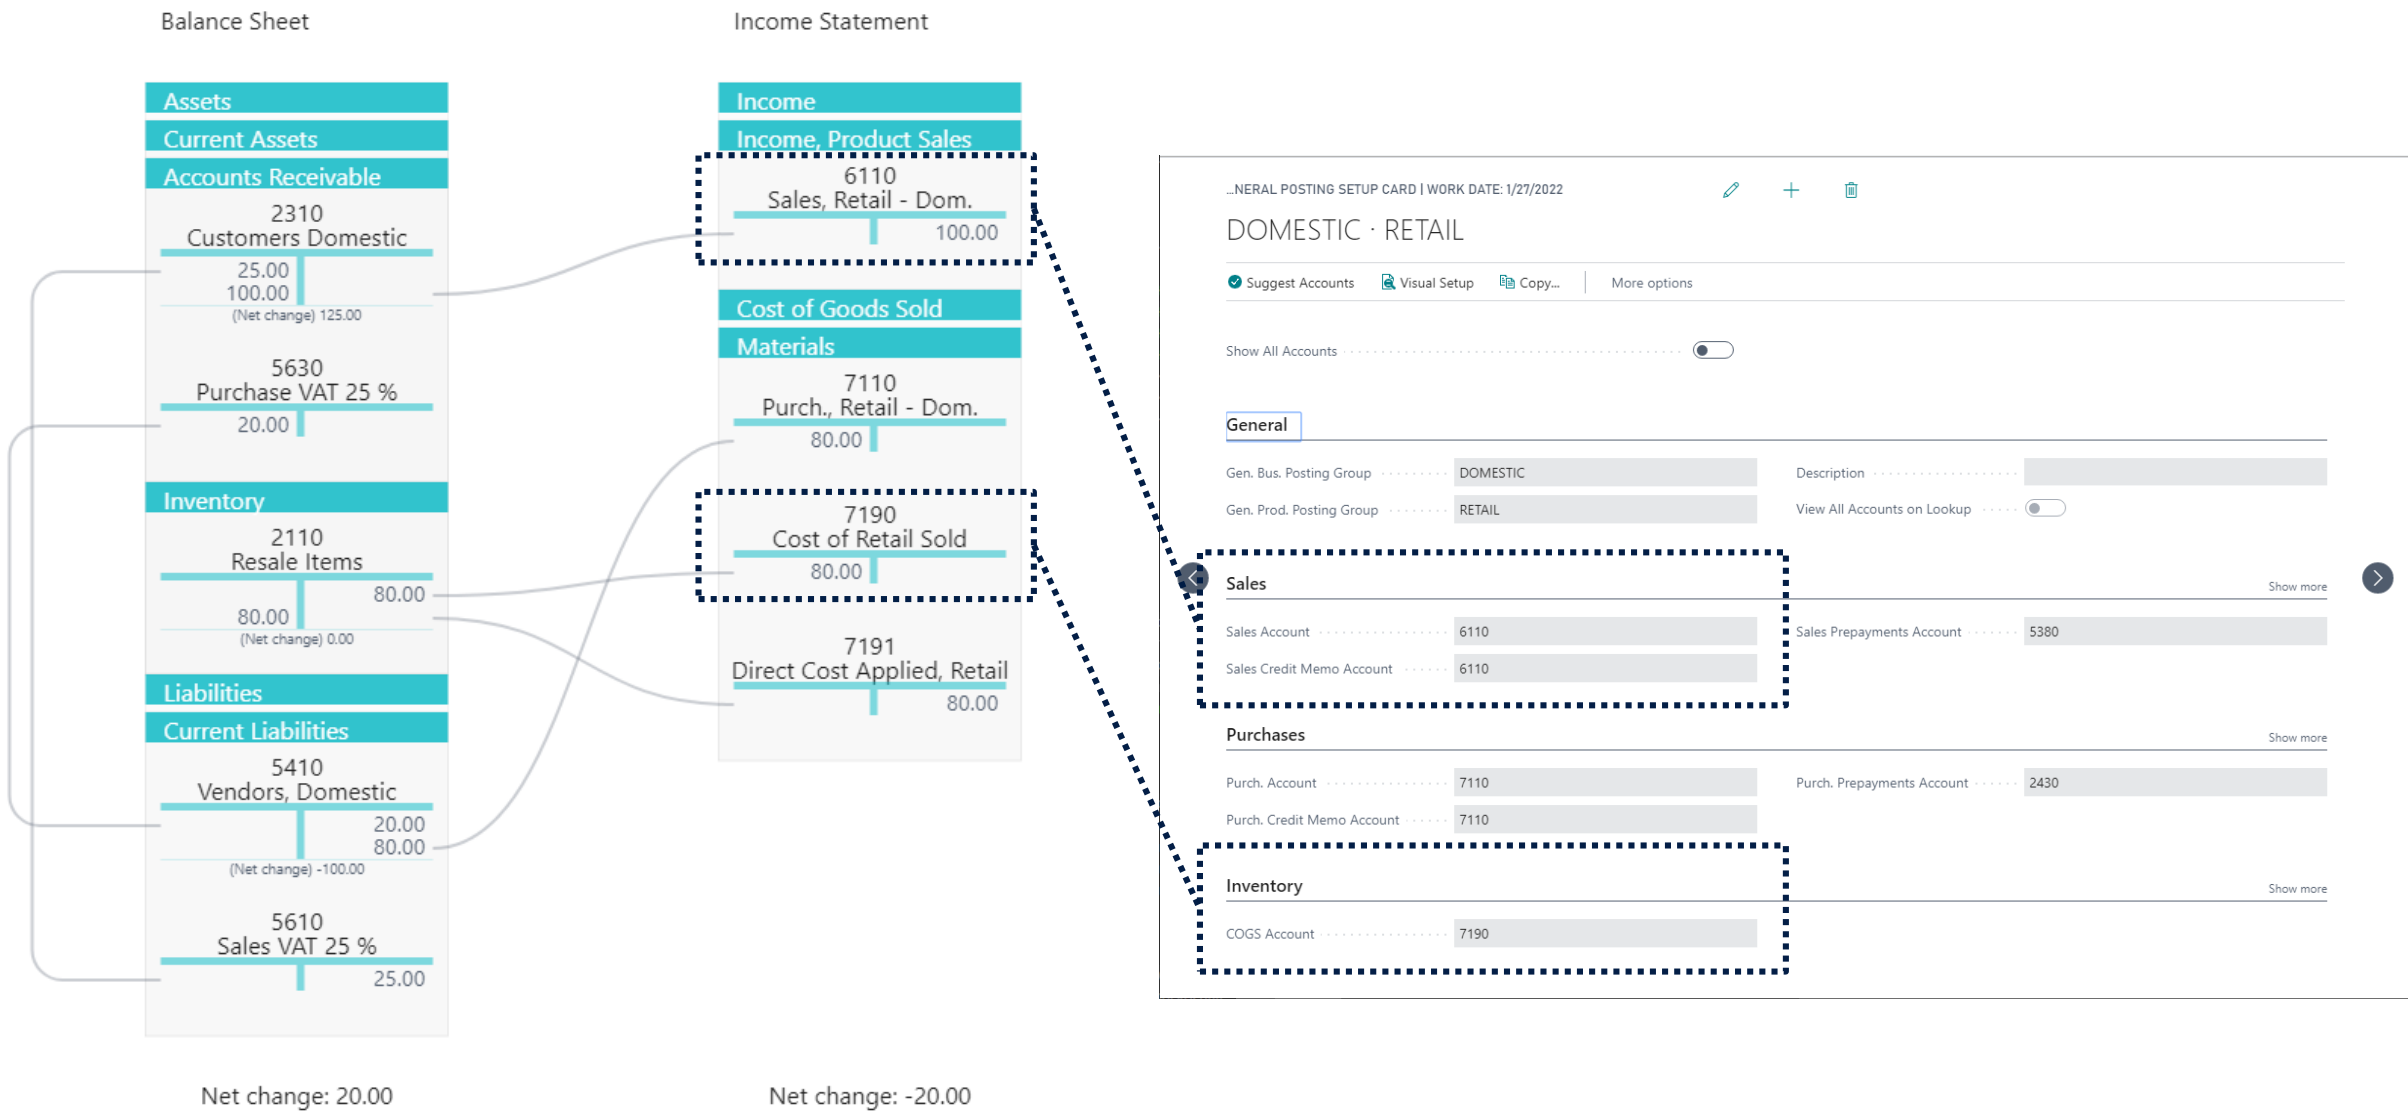 Balance Sheet
Assets
Current Assets
Accounts Receivable
2310
Customers Domestic
25.00
100.00
(Net change) 125.00
5630
Purchase VAT 25 %
20.00
Inventory
2110
Resale Items
80.00
80.00
(Net change) 0.00
Liabilities
Current Liabilities
5410
Vendors, Domestic
20.00
80.00
(Net change) -100.00
5610
Sales VAT 25 %
25.00
Net change: 20.00
Income Statement
Income
Income, Product Sales
6110
Sales, Retail - Dom.
100.00
Cost of Goods Sold
Materials
7110
Purch., Retail - Dom.
80.00
7190
Cost of Retail Sold
80.00
7191
Direct Cost Applied, Retail
80.00
Net change: -20.00
...NERAL POSTING SETUP CARD | WORK DATE: 1/27/2022
DOMESTIC · RETAIL
Suggest Accounts Visual Setup Copy... More options
Show All Accounts
General
Gen. Bus. Posting Group DOMESTIC Description
Gen. Prod. Posting Group RETAIL View All Accounts on Lookup
Sales Show more
Sales Account 6110 Sales Prepayments Account 5380
Sales Credit Memo Account 6110
Purchases Show more
Purch. Account 7110 Purch. Prepayments Account 2430
Purch. Credit Memo Account 7110
Inventory Show more
COGS Account 7190